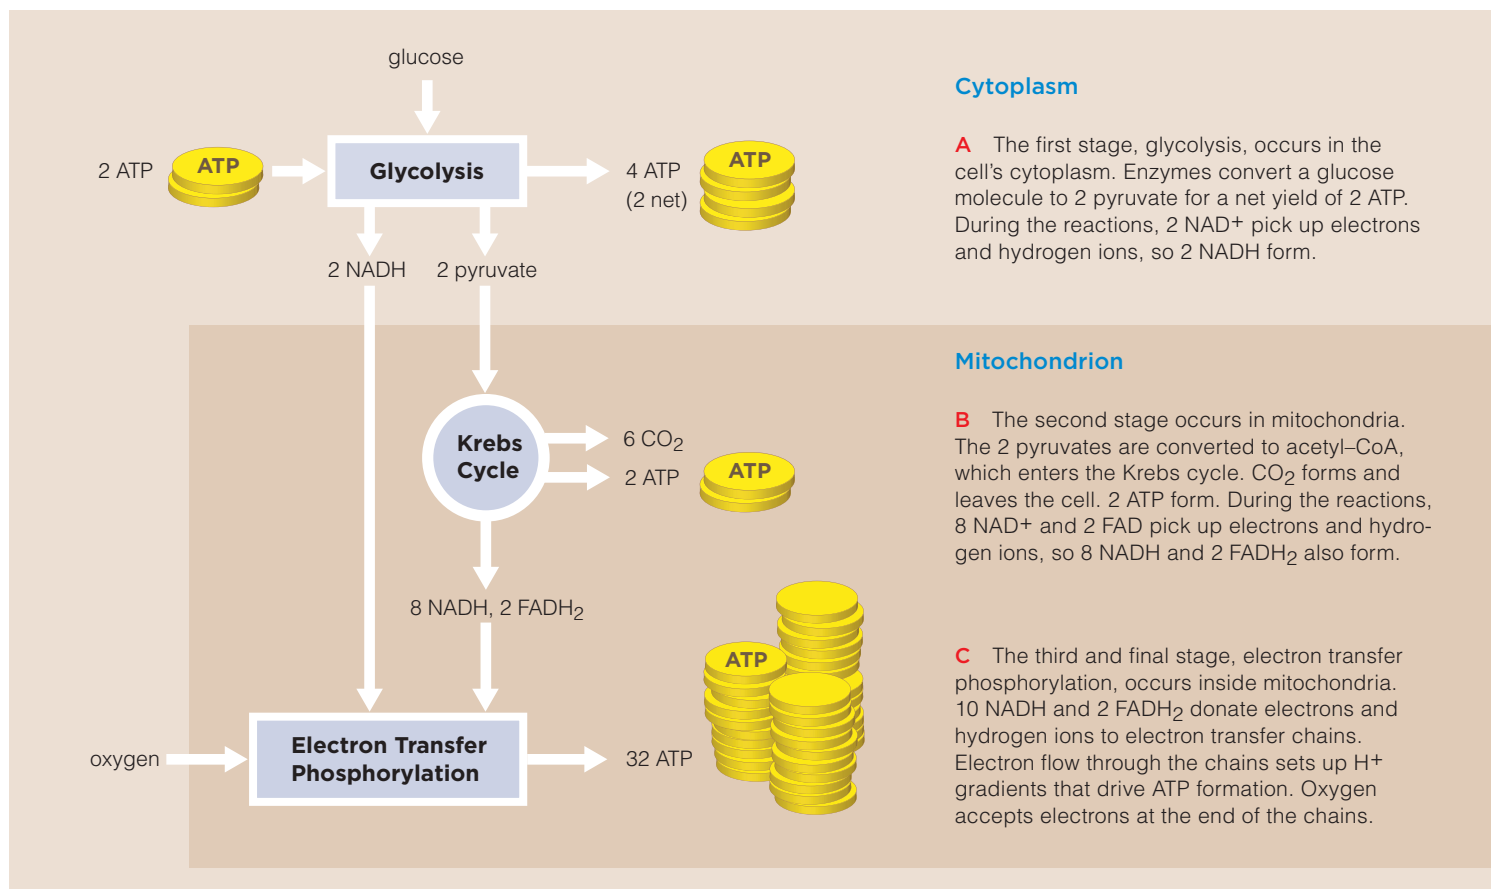 glucose
2 ATP
ATP
Glycolysis
4 ATP
(2 net)
ATP
2 NADH
2 pyruvate
Krebs
Cycle
6 CO₂
2 ATP
ATP
8 NADH, 2 FADH₂
oxygen
Electron Transfer
Phosphorylation
32 ATP
ATP
Cytoplasm
A The first stage, glycolysis, occurs in the
cell’s cytoplasm. Enzymes convert a glucose
molecule to 2 pyruvate for a net yield of 2 ATP.
During the reactions, 2 NAD+ pick up electrons
and hydrogen ions, so 2 NADH form.
Mitochondrion
B The second stage occurs in mitochondria.
The 2 pyruvates are converted to acetyl–CoA,
which enters the Krebs cycle. CO₂ forms and
leaves the cell. 2 ATP form. During the reactions,
8 NAD+ and 2 FAD pick up electrons and hydro-
gen ions, so 8 NADH and 2 FADH₂ also form.
C The third and final stage, electron transfer
phosphorylation, occurs inside mitochondria.
10 NADH and 2 FADH₂ donate electrons and
hydrogen ions to electron transfer chains.
Electron flow through the chains sets up H+
gradients that drive ATP formation. Oxygen
accepts electrons at the end of the chains.